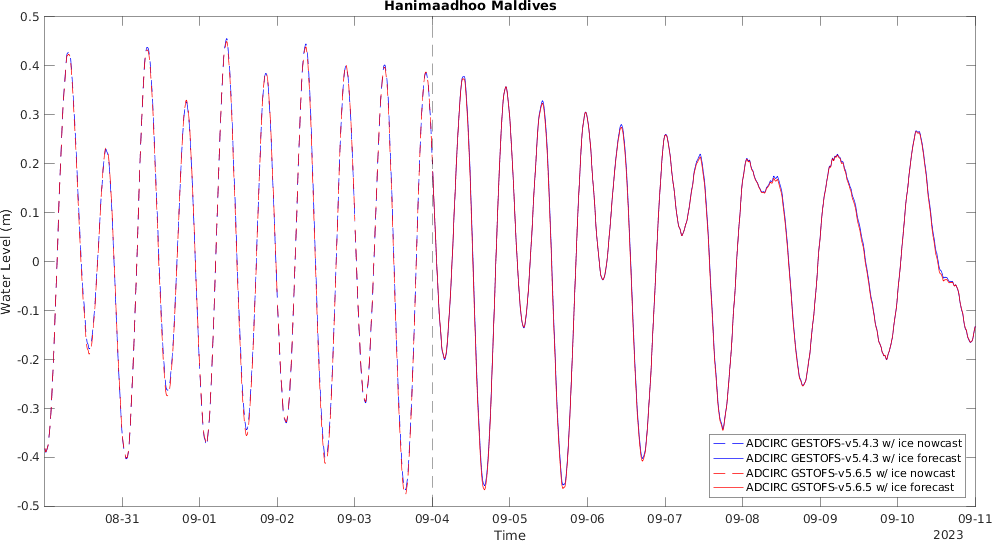 Hanimaadhoo Maldives
0.5
0.4
0.3
0.2
0.1
0
-0.1
-0.2
-0.3
-0.4
-0.5
Water Level (m)
ADCIRC GESTOFS-v5.4.3 w/ ice nowcast
ADCIRC GESTOFS-v5.4.3 w/ ice forecast
ADCIRC GSTOFS-v5.6.5 w/ ice nowcast
ADCIRC GSTOFS-v5.6.5 w/ ice forecast
08-31 09-01 09-02 09-03 09-04 09-05 09-06 09-07 09-08 09-09 09-10 09-11
Time
2023